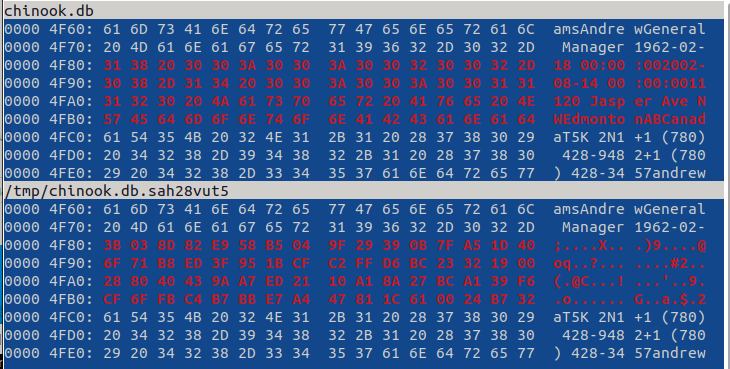 chinook.db
0000 4F60: 61 6D 73 41 6E 64 72 65 77 47 65 6E 65 72 61 6C amsAndre wGeneral
0000 4F70: 20 4D 61 6E 61 67 65 72 31 39 36 32 2D 30 32 2D Manager 1962-02-
0000 4F80: 31 38 20 30 30 3A 30 30 3A 30 30 32 30 30 32 2D 18 00:00 :002002-
0000 4F90: 30 38 2D 31 34 20 30 30 3A 30 30 3A 30 30 31 31 08-14 00 :00:0011
0000 4FA0: 31 32 30 20 4A 61 73 70 65 72 20 41 76 65 20 4E 120 Jasp er Ave N
0000 4FB0: 57 45 64 6D 6F 6E 74 6F 6E 41 42 43 61 6E 61 64 WEdmonto nABCanad
0000 4FC0: 61 54 35 4B 20 32 4E 31 2B 31 20 28 37 38 30 29 aT5K 2N1 +1 (780)
0000 4FD0: 20 34 32 38 2D 39 34 38 32 2B 31 20 28 37 38 30 428-948 2+1 (780
0000 4FE0: 29 20 34 32 38 2D 33 34 35 37 61 6E 64 72 65 77 ) 428-34 57andrew
/tmp/chinook.db.sah28vut5
0000 4F60: 61 6D 73 41 6E 64 72 65 77 47 65 6E 65 72 61 6C amsAndre wGeneral
0000 4F70: 20 4D 61 6E 61 67 65 72 31 39 36 32 2D 30 32 2D Manager 1962-02-
0000 4F80: 3B 03 8D 82 E9 58 B5 04 9F 29 39 0B 7F A5 1D 40 ;....X.. .)9....@
0000 4F90: 6F 71 B8 ED 3F 95 1B CF C2 FF D6 BC 23 32 19 00 oq..?... ....#2..
0000 4FA0: 28 80 40 43 9A A7 ED 21 10 A1 8A 27 BC A1 39 F6 (.@C...! ...'..9.
0000 4FB0: CF 6F FB C4 B7 BB E7 A4 47 81 1C 61 00 24 B7 32 .o...... G..a.$.2
0000 4FC0: 61 54 35 4B 20 32 4E 31 2B 31 20 28 37 38 30 29 aT5K 2N1 +1 (780)
0000 4FD0: 20 34 32 38 2D 39 34 38 32 2B 31 20 28 37 38 30 428-948 2+1 (780
0000 4FE0: 29 20 34 32 38 2D 33 34 35 37 61 6E 64 72 65 77 ) 428-34 57andrew